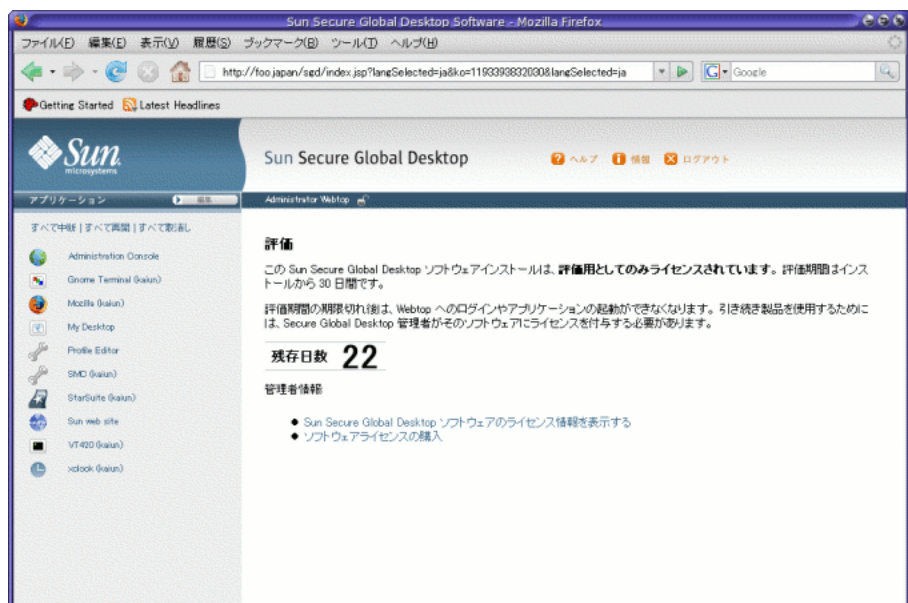 Sun Secure Global Desktop Software - Mozilla Firefox
ファイル(F) 編集(E) 表示(V) 履歴(S) ブックマーク(B) ツール(T) ヘルプ(H)
http://foo.japan/sgd/index.jsp?langSelected=ja&ko=1193393832030&langSelected=ja
Google
Getting Started Latest Headlines
Sun
microsystems
Sun Secure Global Desktop
ヘルプ 情報 ログアウト
アプリケーション 編集
Administrator Webtop
すべて中断 | すべて再開 | すべて取消し
Administration Console
Gnome Terminal (kaiun)
Mozilla (kaiun)
My Desktop
Profile Editor
SMC (kaiun)
StarSuite (kaiun)
Sun web site
VT420 (kaiun)
xclock (kaiun)
評価
この Sun Secure Global Desktop ソフトウェアインストールは、評価用としてのみライセンスされています。評価期間はインス
トールから 30 日間です。
評価期間の期限切れ後は、Webtop へのログインやアプリケーションの起動ができなくなります。引き続き製品を使用するために
は、Secure Global Desktop 管理者がそのソフトウェアにライセンスを付与する必要があります。
残存日数 22
管理者情報
● Sun Secure Global Desktop ソフトウェアのライセンス情報を表示する
● ソフトウェアライセンスの購入